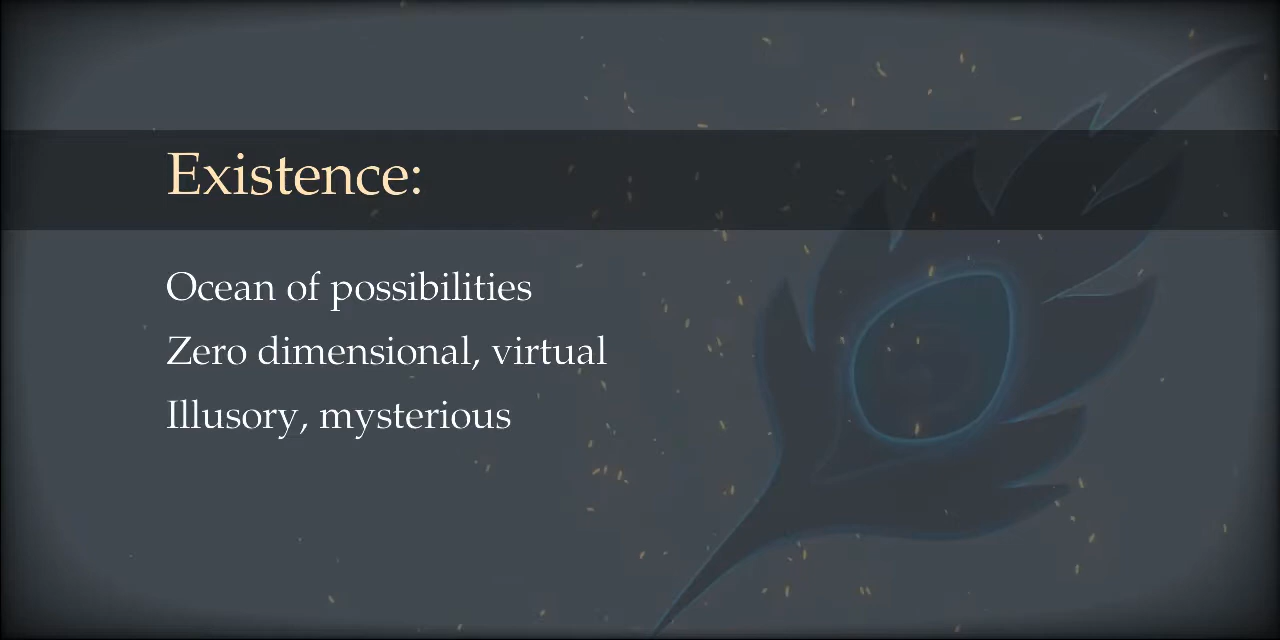 Existence:
Ocean of possibilities
Zero dimensional, virtual
Illusory, mysterious